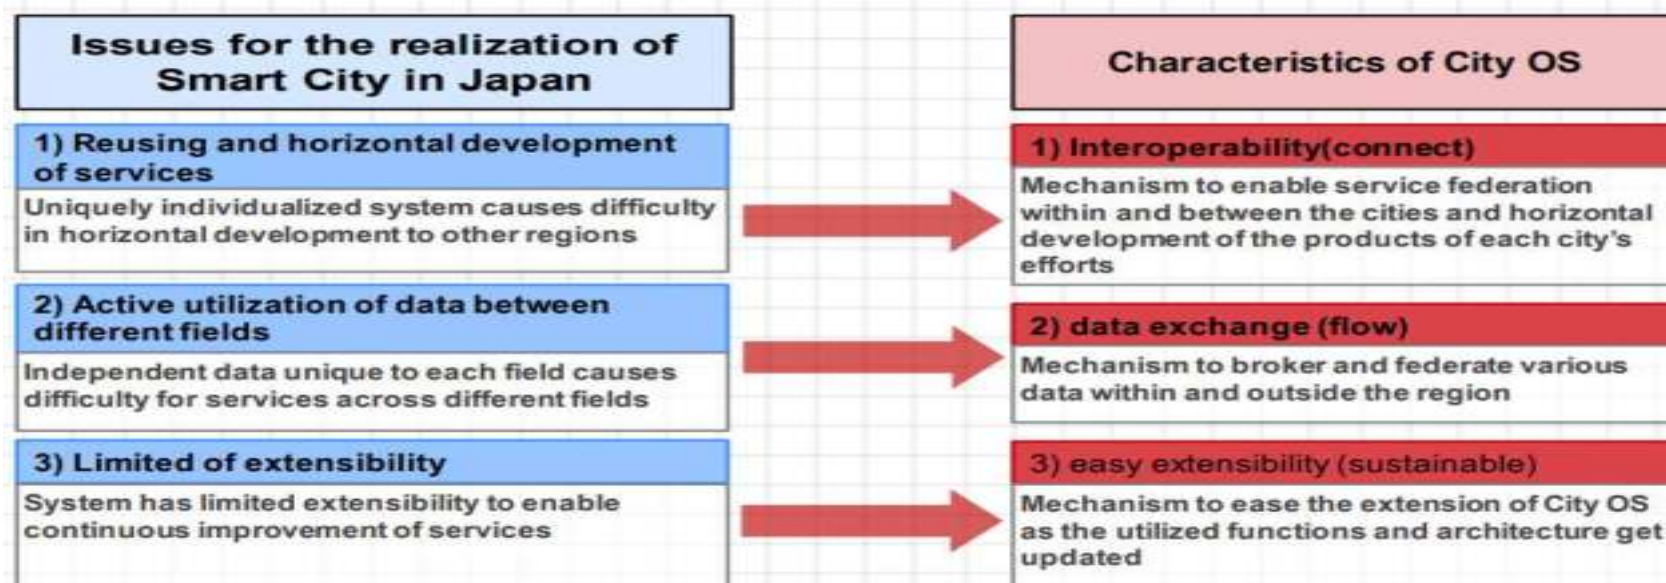 Issues for the realization of
Smart City in Japan
1) Reusing and horizontal development
of services
Uniquely individualized system causes difficulty
in horizontal development to other regions
2) Active utilization of data between
different fields
Independent data unique to each field causes
difficulty for services across different fields
3) Limited of extensibility
System has limited extensibility to enable
continuous improvement of services
Characteristics of City OS
1) Interoperability(connect)
Mechanism to enable service federation
within and between the cities and horizontal
development of the products of each city's
efforts
2) data exchange (flow)
Mechanism to broker and federate various
data within and outside the region
3) easy extensibility (sustainable)
Mechanism to ease the extension of City OS
as the utilized functions and architecture get
updated